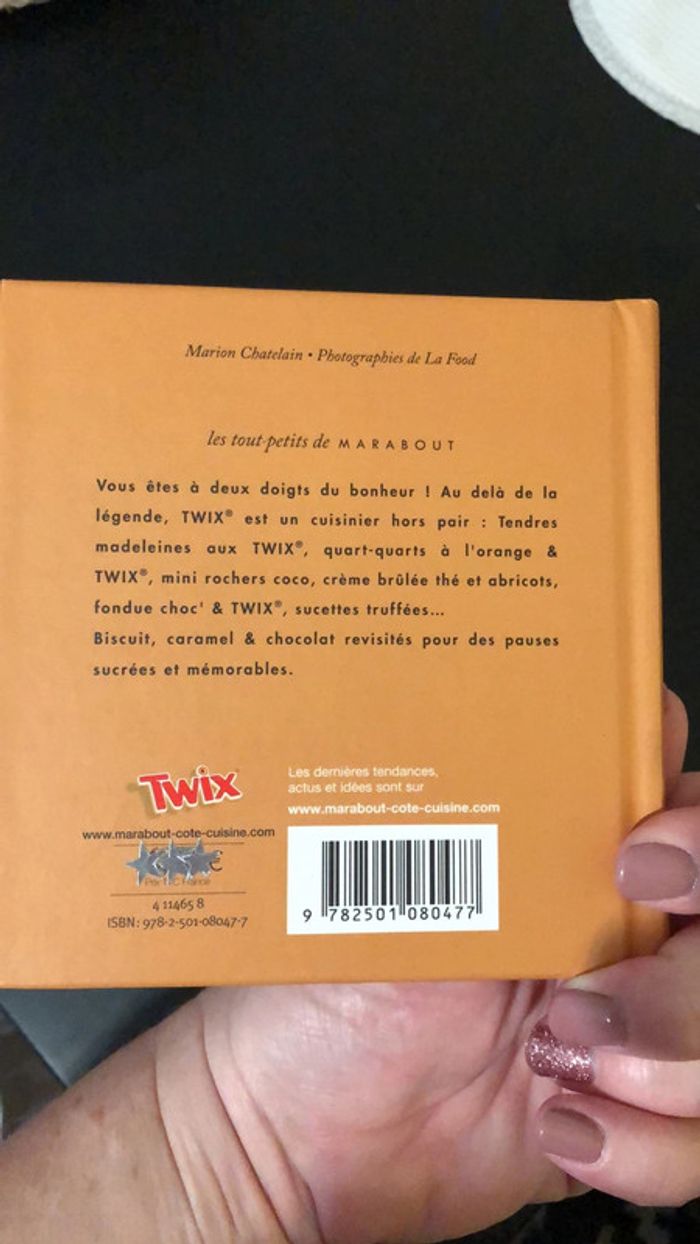 Marion Chatelain • Photographies de La Food
les tout-petits de MARABOUT
Vous êtes à deux doigts du bonheur ! Au delà de la
légende, TWIX® est un cuisinier hors pair : Tendres
madeleines aux TWIX®, quart-quarts à l'orange &
TWIX®, mini rochers coco, crème brûlée thé et abricots,
fondue choc' & TWIX®, sucettes truffées...
Biscuit, caramel & chocolat revisités pour des pauses
sucrées et mémorables.
Twix
Les dernières tendances,
actus et idées sont sur
www.marabout-cote-cuisine.com
www.marabout-cote-cuisine.com
€
France
4 11465 8
ISBN: 978-2-501-08047-7
9 782501 080477